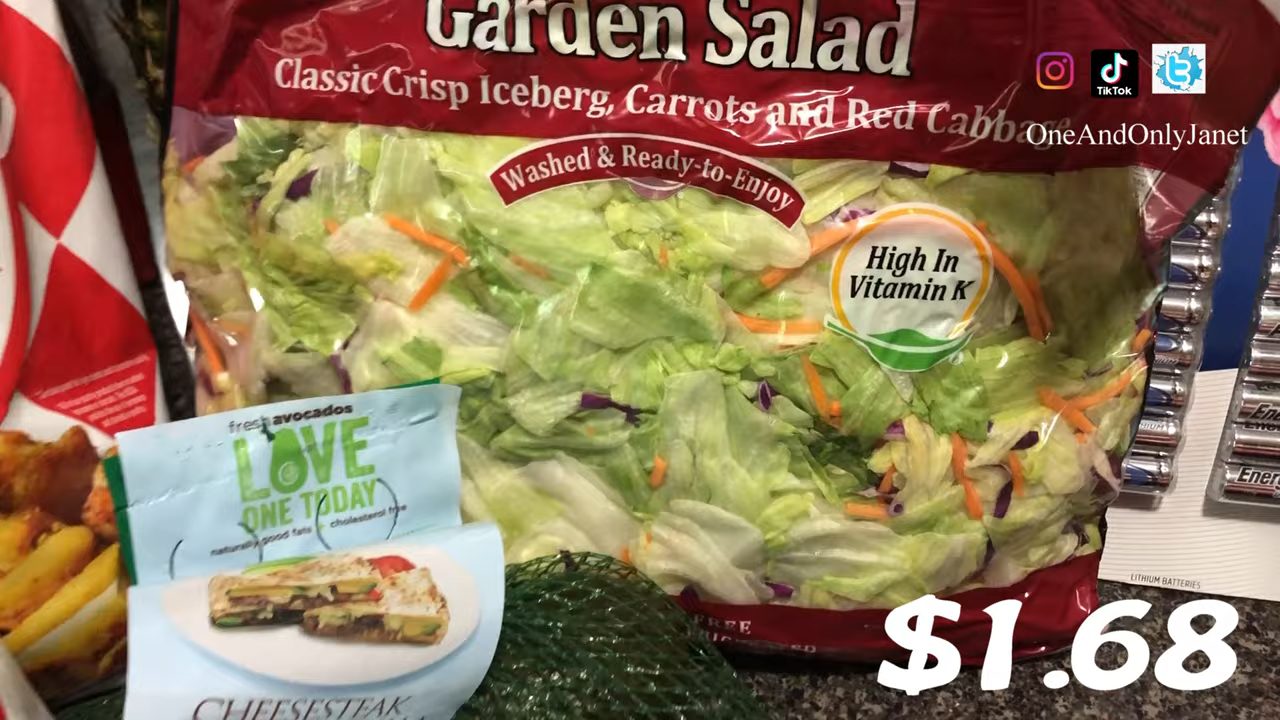 Garden Salad
Classic Crisp Iceberg, Carrots and Red Cabbage
TikTok
OneAndOnlyJanet
Washed & Ready-to-Enjoy
High In
Vitamin K
fresh avocados
LOVE
ONE TODAY
naturally good fats cholesterol free
CHEESESTEAK
LITHIUM
Energ
LITHIUM BATTERIES
$1.68